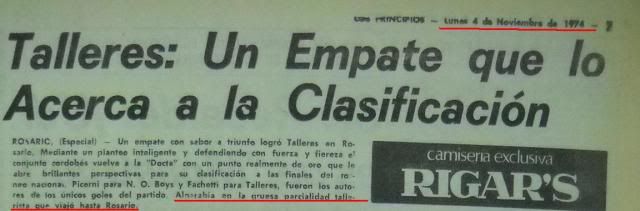 LOS PRINCIPIOS — Lunes 4 de Noviembre de 1974 — 7
Talleres: Un Empate que lo
Acerca a la Clasificación
ROSARIO, (Especial) — Un empate con sabor a triunfo logró Talleres en Ro-
sario. Mediante un planteo inteligente y defendiendo con fuerza y fiereza el
conjunto cordobés vuelve a la "Docta" con un punto realmente de oro que le
abre brillantes perspectivas para su clasificación a las finales del tor
neo nacional. Picerni para N. O. Boys y Fachetti para Talleres, fueron los auto-
res de los únicos goles del partido. Algarabía en la gruesa parcialidad talle-
rista que viajó hasta Rosario.
camisería exclusiva
RIGAR'S